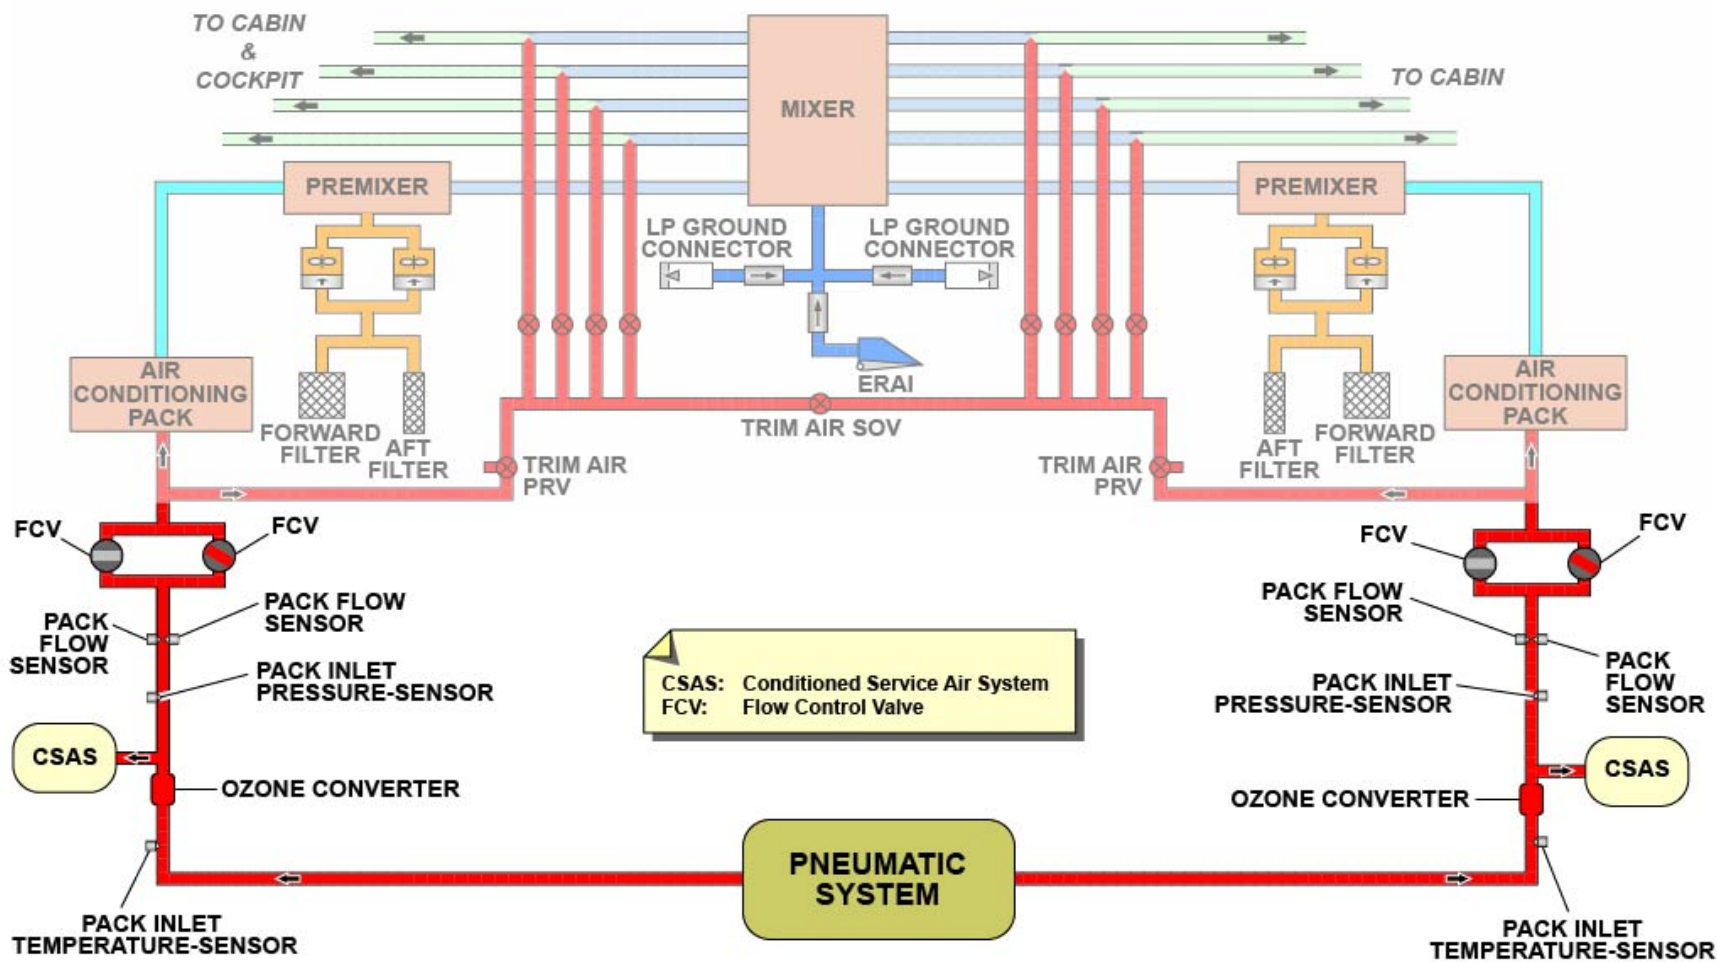 TO CABIN
&
COCKPIT
MIXER
TO CABIN
PREMIXER
PREMIXER
LP GROUND
CONNECTOR
LP GROUND
CONNECTOR
AIR
CONDITIONING
PACK
ERAI
AIR
CONDITIONING
PACK
FORWARD
FILTER
AFT
FILTER
TRIM AIR SOV
AFT
FILTER
FORWARD
FILTER
TRIM AIR
PRV
TRIM AIR
PRV
FCV
FCV
FCV
FCV
PACK
FLOW
SENSOR
PACK FLOW
SENSOR
PACK INLET
PRESSURE-SENSOR
CSAS: Conditioned Service Air System
FCV: Flow Control Valve
PACK FLOW
SENSOR
PACK
FLOW
SENSOR
PACK INLET
PRESSURE-SENSOR
CSAS
CSAS
OZONE CONVERTER
OZONE CONVERTER
PNEUMATIC
SYSTEM
PACK INLET
TEMPERATURE-SENSOR
PACK INLET
TEMPERATURE-SENSOR